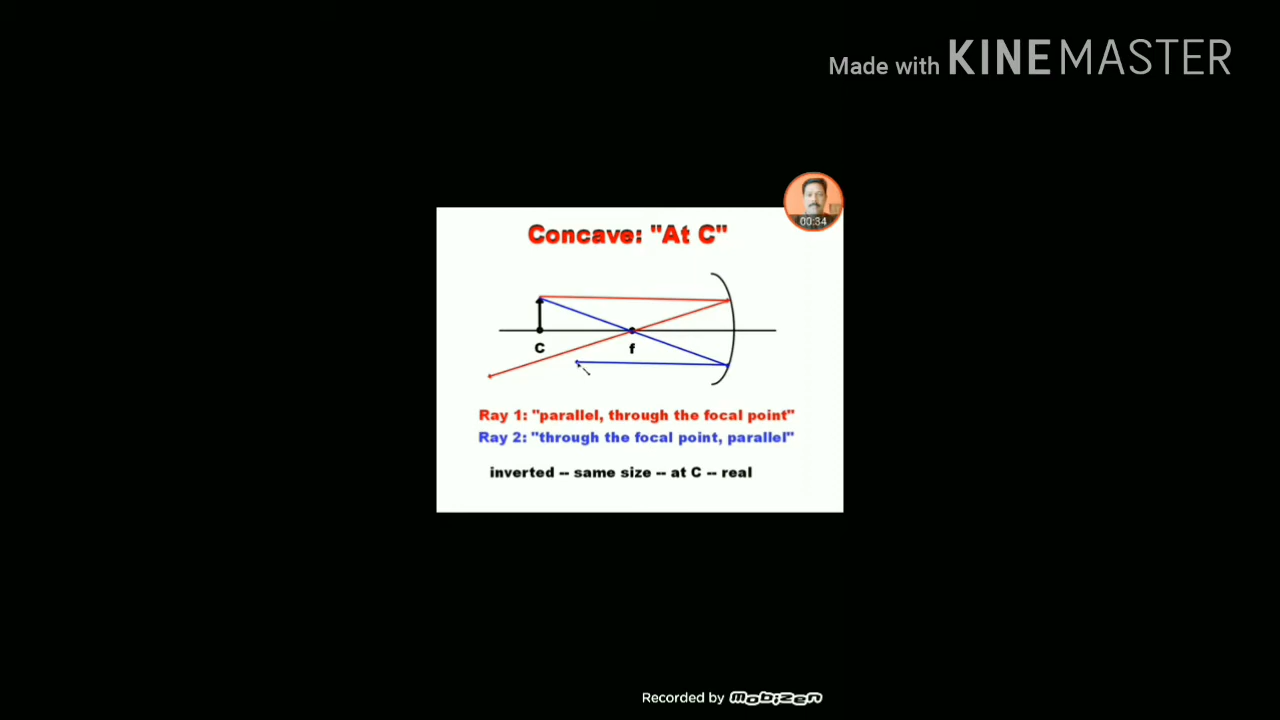 Made with KINEMASTER
00:34
Concave: "At C"
C
f
Ray 1: "parallel, through the focal point"
Ray 2: "through the focal point, parallel"
inverted -- same size -- at C -- real
Recorded by Mobizen